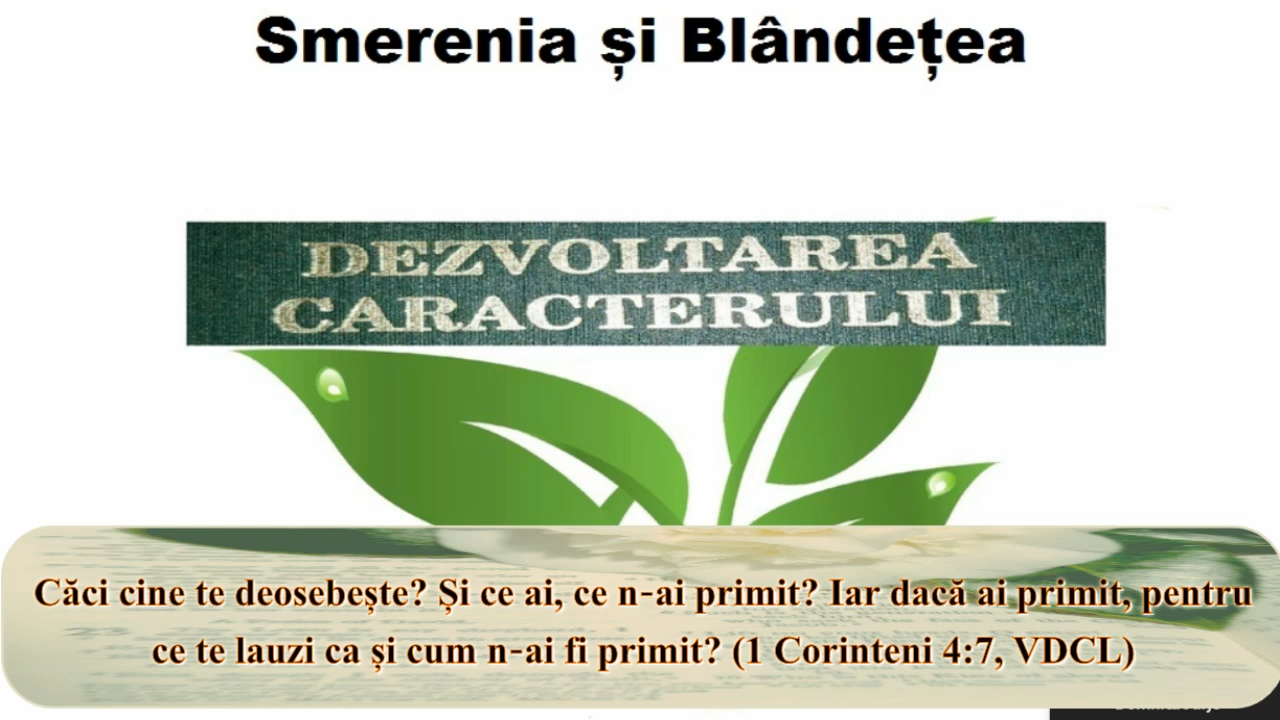 Smerenia și Blândețea
DEZVOLTAREA
CARACTERULUI
Căci cine te deosebește? Și ce ai, ce n-ai primit? Iar dacă ai primit, pentru
ce te lauzi ca și cum n-ai fi primit? (1 Corinteni 4:7, VDCL)